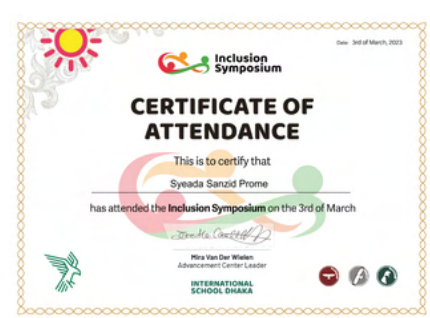 Date: 3rd of March, 2023
Inclusion
Symposium
CERTIFICATE OF
ATTENDANCE
This is to certify that
Syeada Sanzid Prome
has attended the Inclusion Symposium on the 3rd of March
Mira Van Der Wielen
Advancement Center Leader
INTERNATIONAL
SCHOOL DHAKA